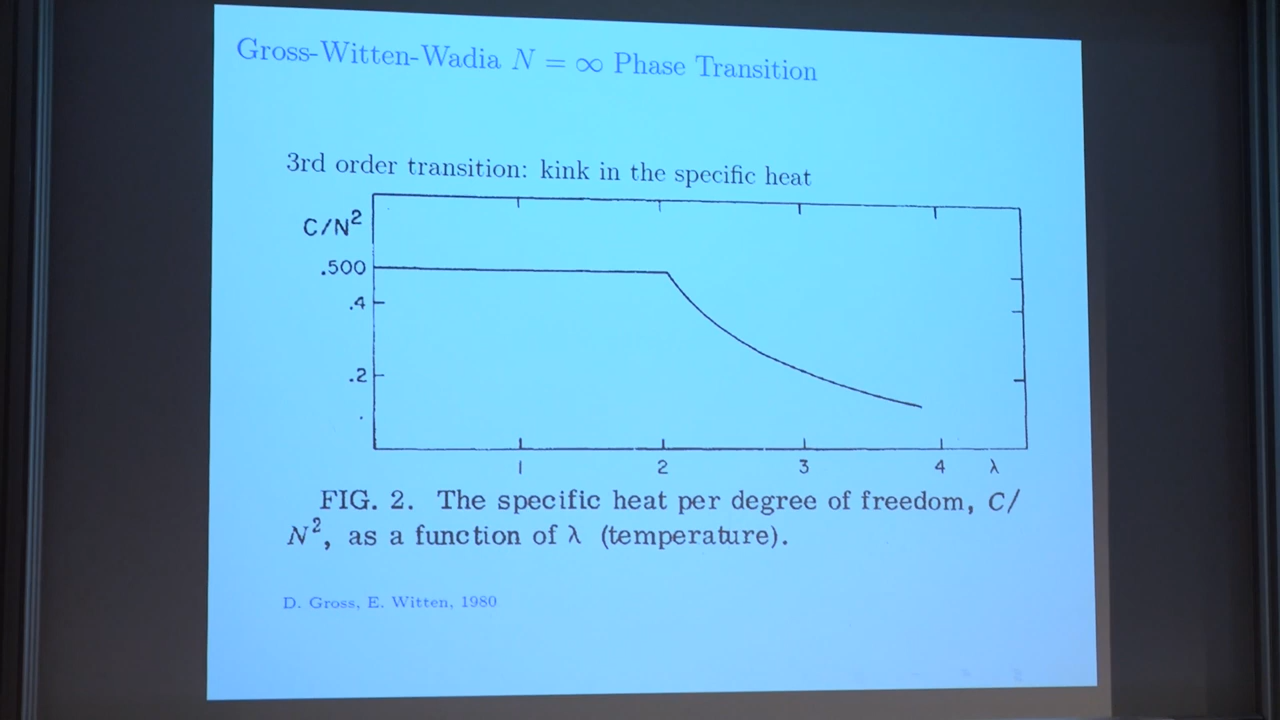 Gross-Witten-Wadia N = ∞ Phase Transition
3rd order transition: kink in the specific heat
C/N²
.500
.4
.2
1 2 3 4 λ
FIG. 2. The specific heat per degree of freedom, C/
N², as a function of λ (temperature).
D. Gross, E. Witten, 1980